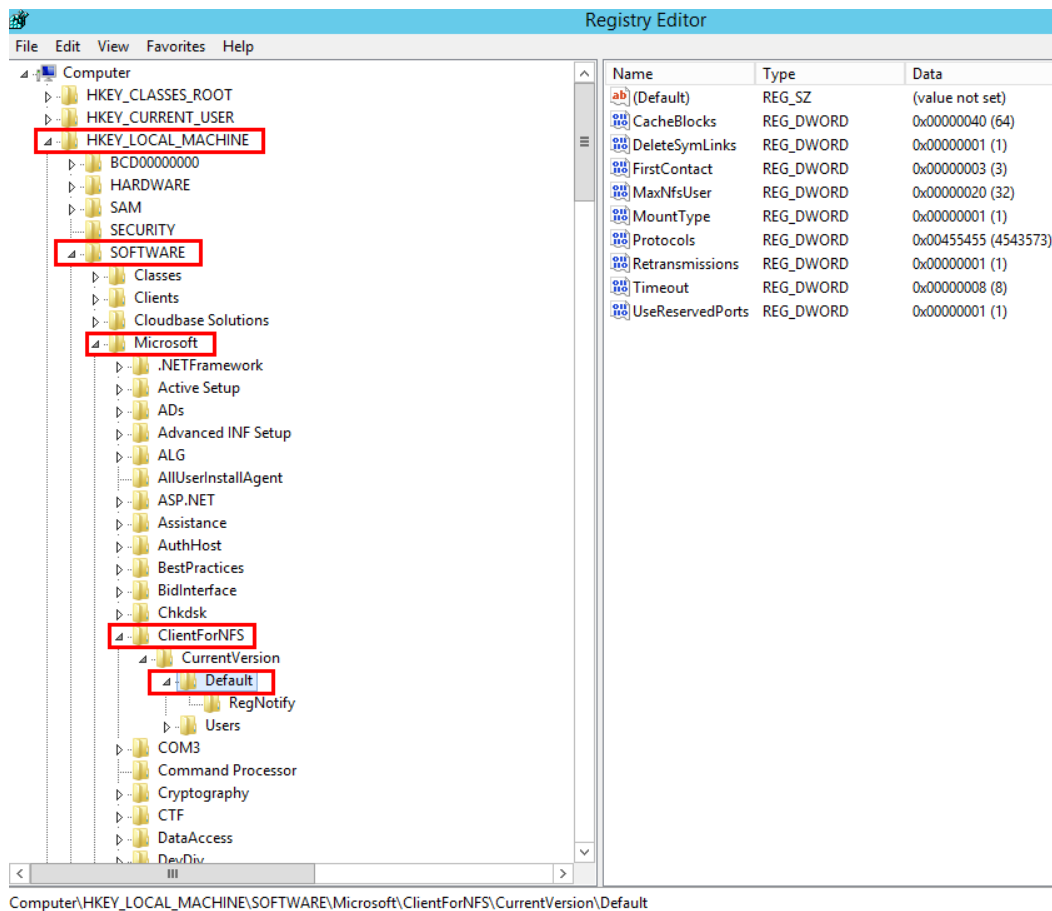 Registry Editor
File Edit View Favorites Help
Computer
HKEY_CLASSES_ROOT
HKEY_CURRENT_USER
HKEY_LOCAL_MACHINE
BCD00000000
HARDWARE
SAM
SECURITY
SOFTWARE
Classes
Clients
Cloudbase Solutions
Microsoft
.NETFramework
Active Setup
ADs
Advanced INF Setup
ALG
AllUserInstallAgent
ASP.NET
Assistance
AuthHost
BestPractices
BidInterface
Chkdsk
ClientForNFS
CurrentVersion
Default
RegNotify
Users
COM3
Command Processor
Cryptography
CTF
DataAccess
DevDiv
Name Type Data
(Default) REG_SZ (value not set)
CacheBlocks REG_DWORD 0x00000040 (64)
DeleteSymLinks REG_DWORD 0x00000001 (1)
FirstContact REG_DWORD 0x00000003 (3)
MaxNfsUser REG_DWORD 0x00000020 (32)
MountType REG_DWORD 0x00000001 (1)
Protocols REG_DWORD 0x00455455 (4543573)
Retransmissions REG_DWORD 0x00000001 (1)
Timeout REG_DWORD 0x00000008 (8)
UseReservedPorts REG_DWORD 0x00000001 (1)
Computer\HKEY_LOCAL_MACHINE\SOFTWARE\Microsoft\ClientForNFS\CurrentVersion\Default